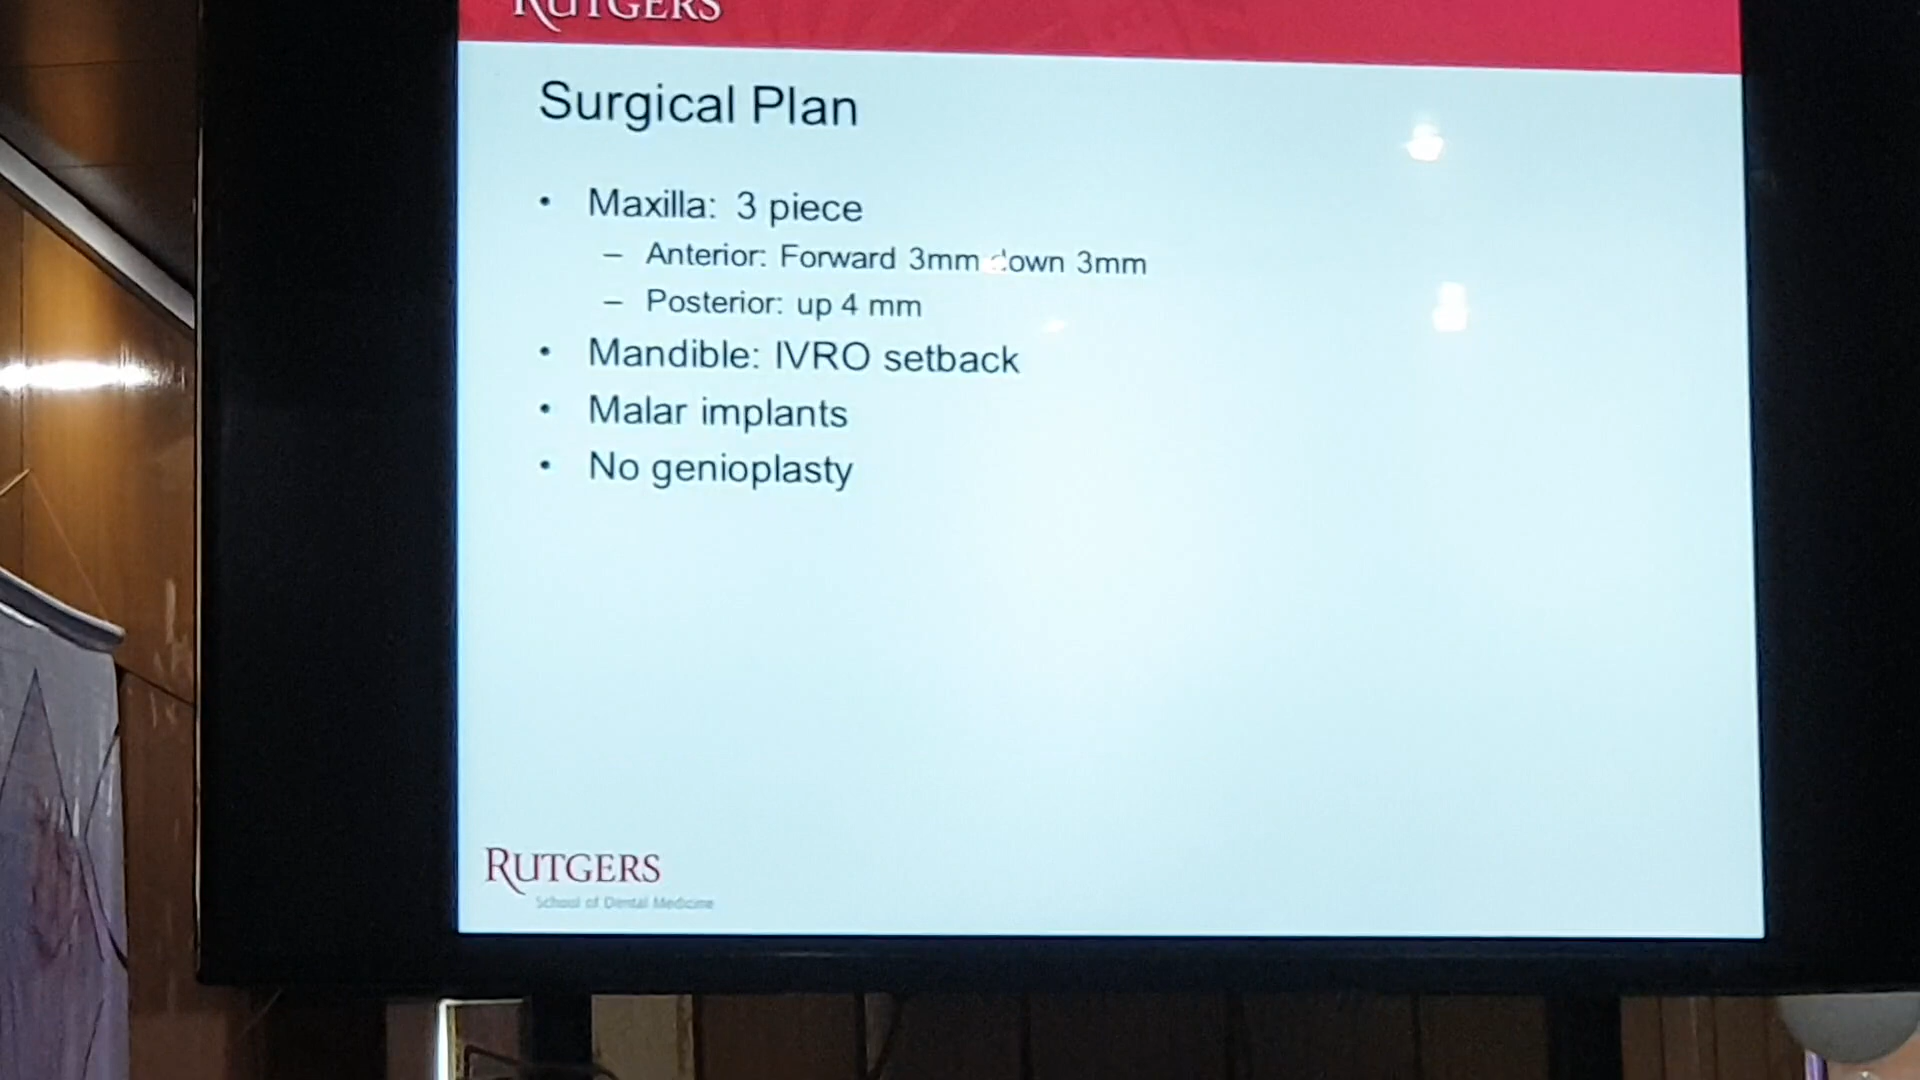 RUTGERS
Surgical Plan
• Maxilla: 3 piece
– Anterior: Forward 3mm down 3mm
– Posterior: up 4 mm
• Mandible: IVRO setback
• Malar implants
• No genioplasty
RUTGERS
School of Dental Medicine